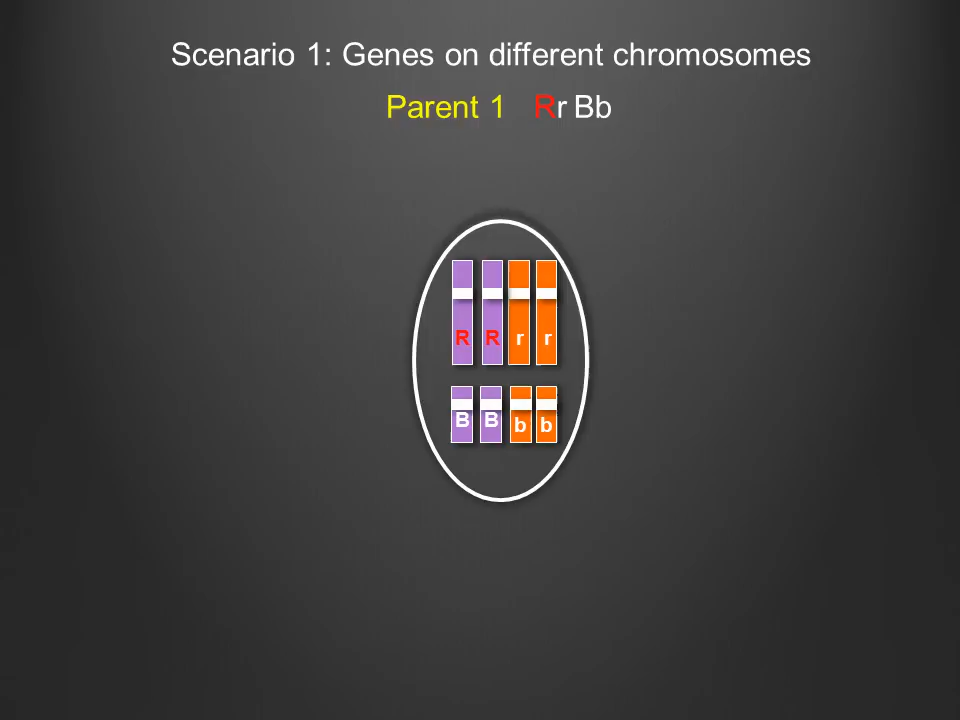 Scenario 1: Genes on different chromosomes
Parent 1 Rr Bb
R R r r
B B b b